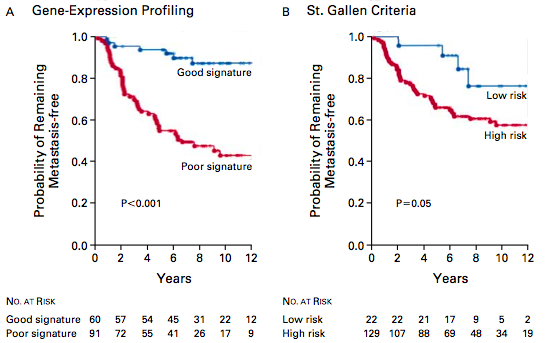 A Gene-Expression Profiling
1.0
0.8
0.6
0.4
0.2
0.0
Probability of Remaining
Metastasis-free
Good signature
Poor signature
P<0.001
0 2 4 6 8 10 12
Years
NO. AT RISK
Good signature 60 57 54 45 31 22 12
Poor signature 91 72 55 41 26 17 9
B St. Gallen Criteria
1.0
0.8
0.6
0.4
0.2
0.0
Probability of Remaining
Metastasis-free
Low risk
High risk
P=0.05
0 2 4 6 8 10 12
Years
NO. AT RISK
Low risk 22 22 21 17 9 5 2
High risk 129 107 88 69 48 34 19